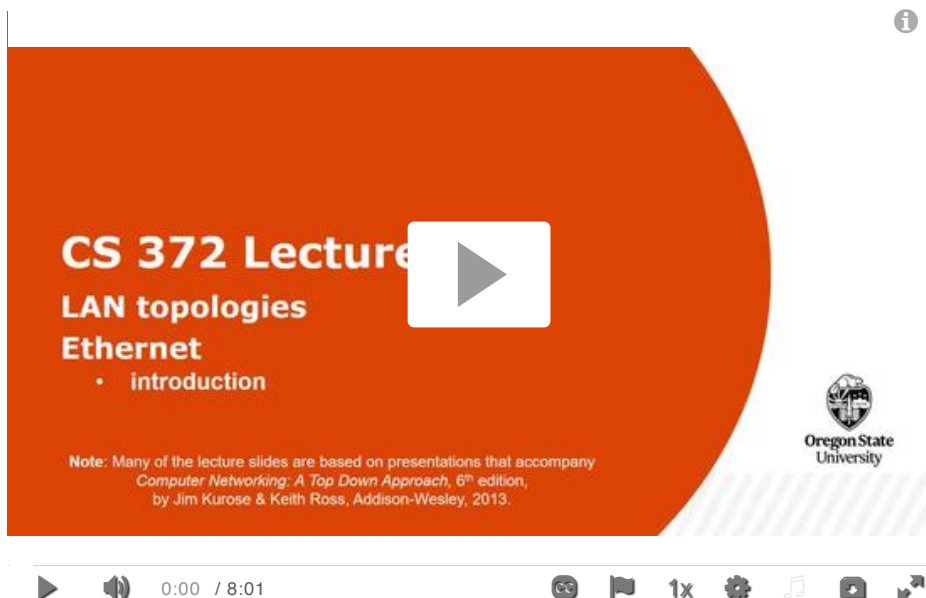 CS 372 Lecture
LAN topologies
Ethernet
• introduction
Note: Many of the lecture slides are based on presentations that accompany
Computer Networking: A Top Down Approach, 6th edition,
by Jim Kurose & Keith Ross, Addison-Wesley, 2013.
Oregon State
University
0:00 / 8:01
CC
1x